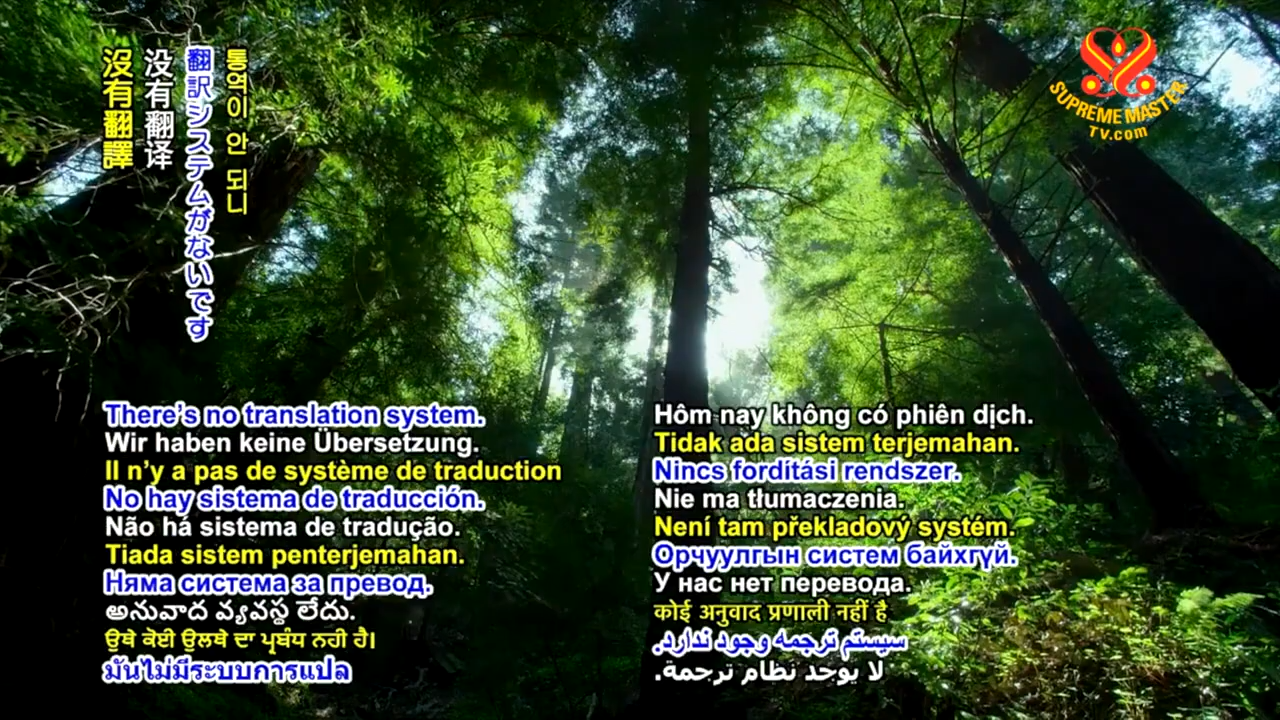 沒有翻譯
没有翻译
翻訳システムがないです
통역이 안 되니
SUPREME MASTER
TV.com
There's no translation system.
Wir haben keine Übersetzung.
Il n'y a pas de système de traduction
No hay sistema de traducción.
Não há sistema de tradução.
Tiada sistem penterjemahan.
Няма система за превод.
అనువాద వ్యవస్థ లేదు.
ਉਥੇ ਕੋਈ ਉਲਥੇ ਦਾ ਪ੍ਰਬੰਧ ਨਹੀ ਹੈ।
มันไม่มีระบบการแปล
Hôm nay không có phiên dịch.
Tidak ada sistem terjemahan.
Nincs fordítási rendszer.
Nie ma tłumaczenia.
Není tam překladový systém.
Орчуулгын систем байхгүй.
У нас нет перевода.
कोई अनुवाद प्रणाली नहीं है
سیستم ترجمه وجود ندارد.
لا يوجد نظام ترجمة.